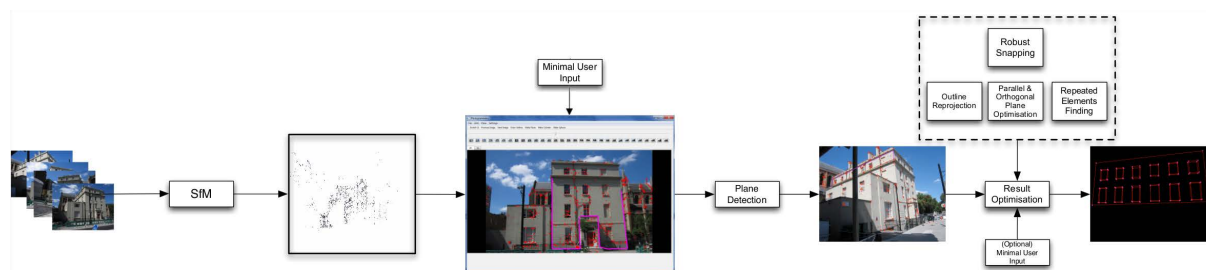 Robust
Snapping
Minimal User
Input
Outline
Reprojection
Parallel &
Orthogonal
Plane
Optimisation
Repeated
Elements
Finding
SfM
Plane
Detection
Result
Optimisation
(Optional)
Minimal User
Input